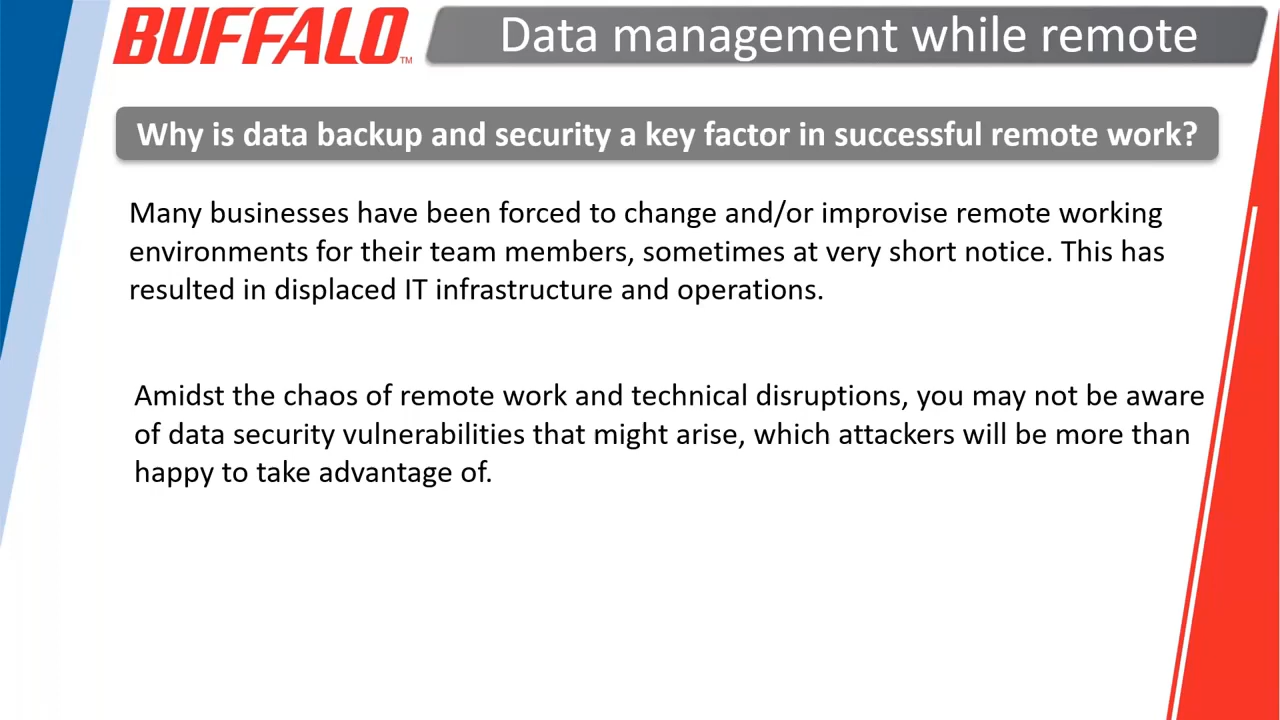 BUFFALO™
Data management while remote
Why is data backup and security a key factor in successful remote work?
Many businesses have been forced to change and/or improvise remote working
environments for their team members, sometimes at very short notice. This has
resulted in displaced IT infrastructure and operations.
Amidst the chaos of remote work and technical disruptions, you may not be aware
of data security vulnerabilities that might arise, which attackers will be more than
happy to take advantage of.